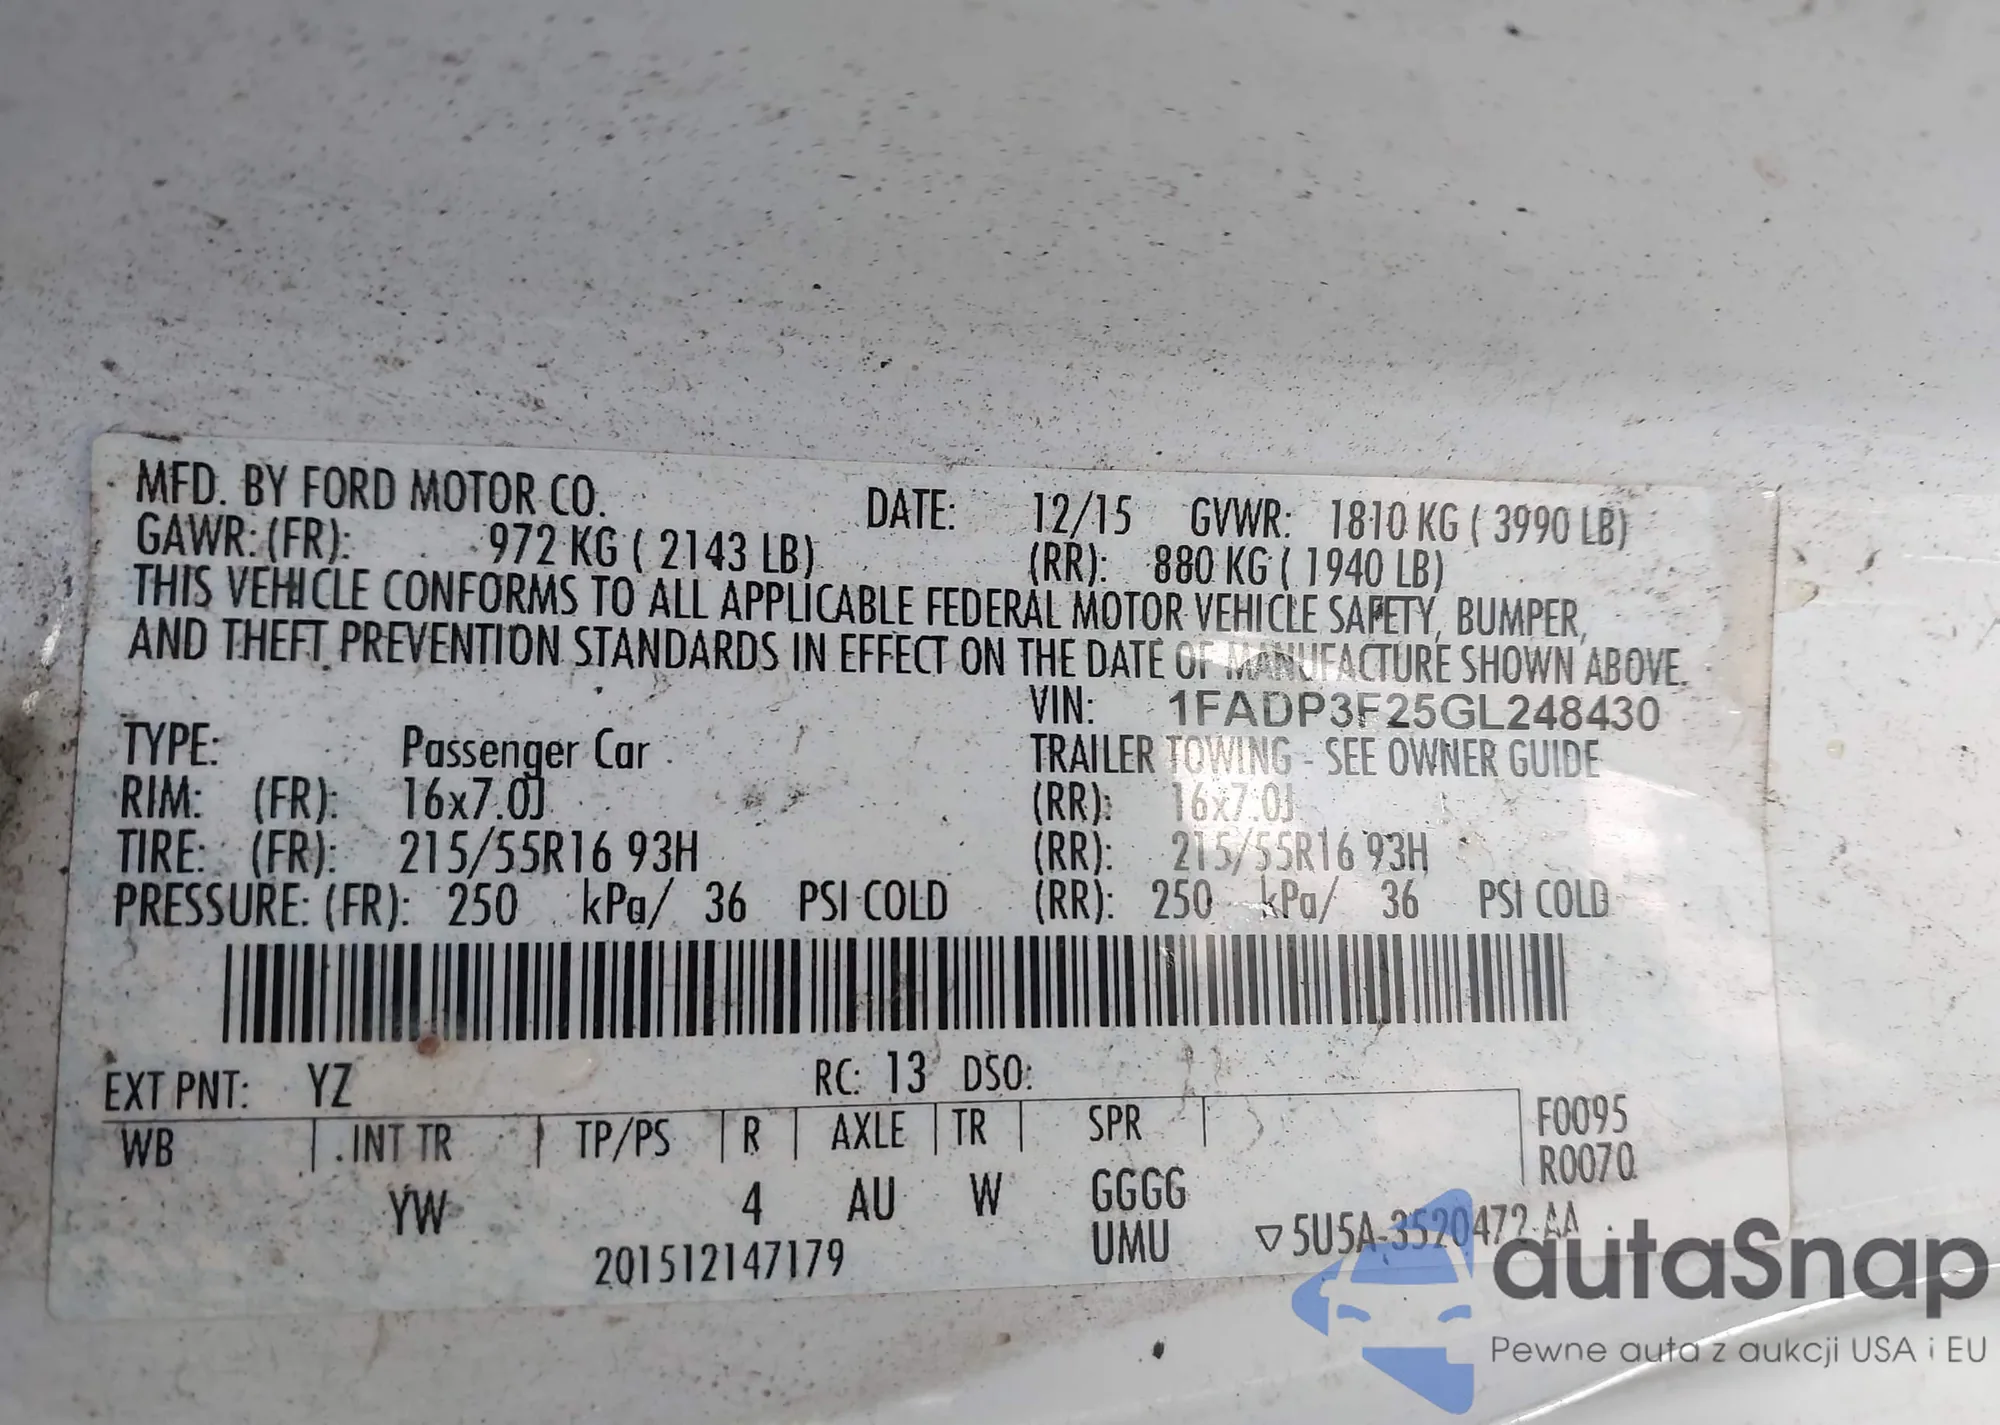 MFD. BY FORD MOTOR CO. DATE: 12/15 GVWR: 1810 KG ( 3990 LB)
GAWR: (FR): 972 KG ( 2143 LB) (RR): 880 KG ( 1940 LB)
THIS VEHICLE CONFORMS TO ALL APPLICABLE FEDERAL MOTOR VEHICLE SAFETY, BUMPER,
AND THEFT PREVENTION STANDARDS IN EFFECT ON THE DATE OF MANUFACTURE SHOWN ABOVE.
VIN: 1FADP3F25GL248430
TYPE: Passenger Car TRAILER TOWING - SEE OWNER GUIDE
RIM: (FR): 16x7.0J (RR): 16x7.0J
TIRE: (FR): 215/55R16 93H (RR): 215/55R16 93H
PRESSURE: (FR): 250 kPa/ 36 PSI COLD (RR): 250 kPa/ 36 PSI COLD
EXT PNT: YZ RC: 13 DSO:
WB INT TR TP/PS R AXLE TR SPR F0095
R0070
YW 4 AU W GGGG
201512147179 UMU ▽5U5A-3520472-AA
autaSnap
Pewne auta z aukcji USA i EU